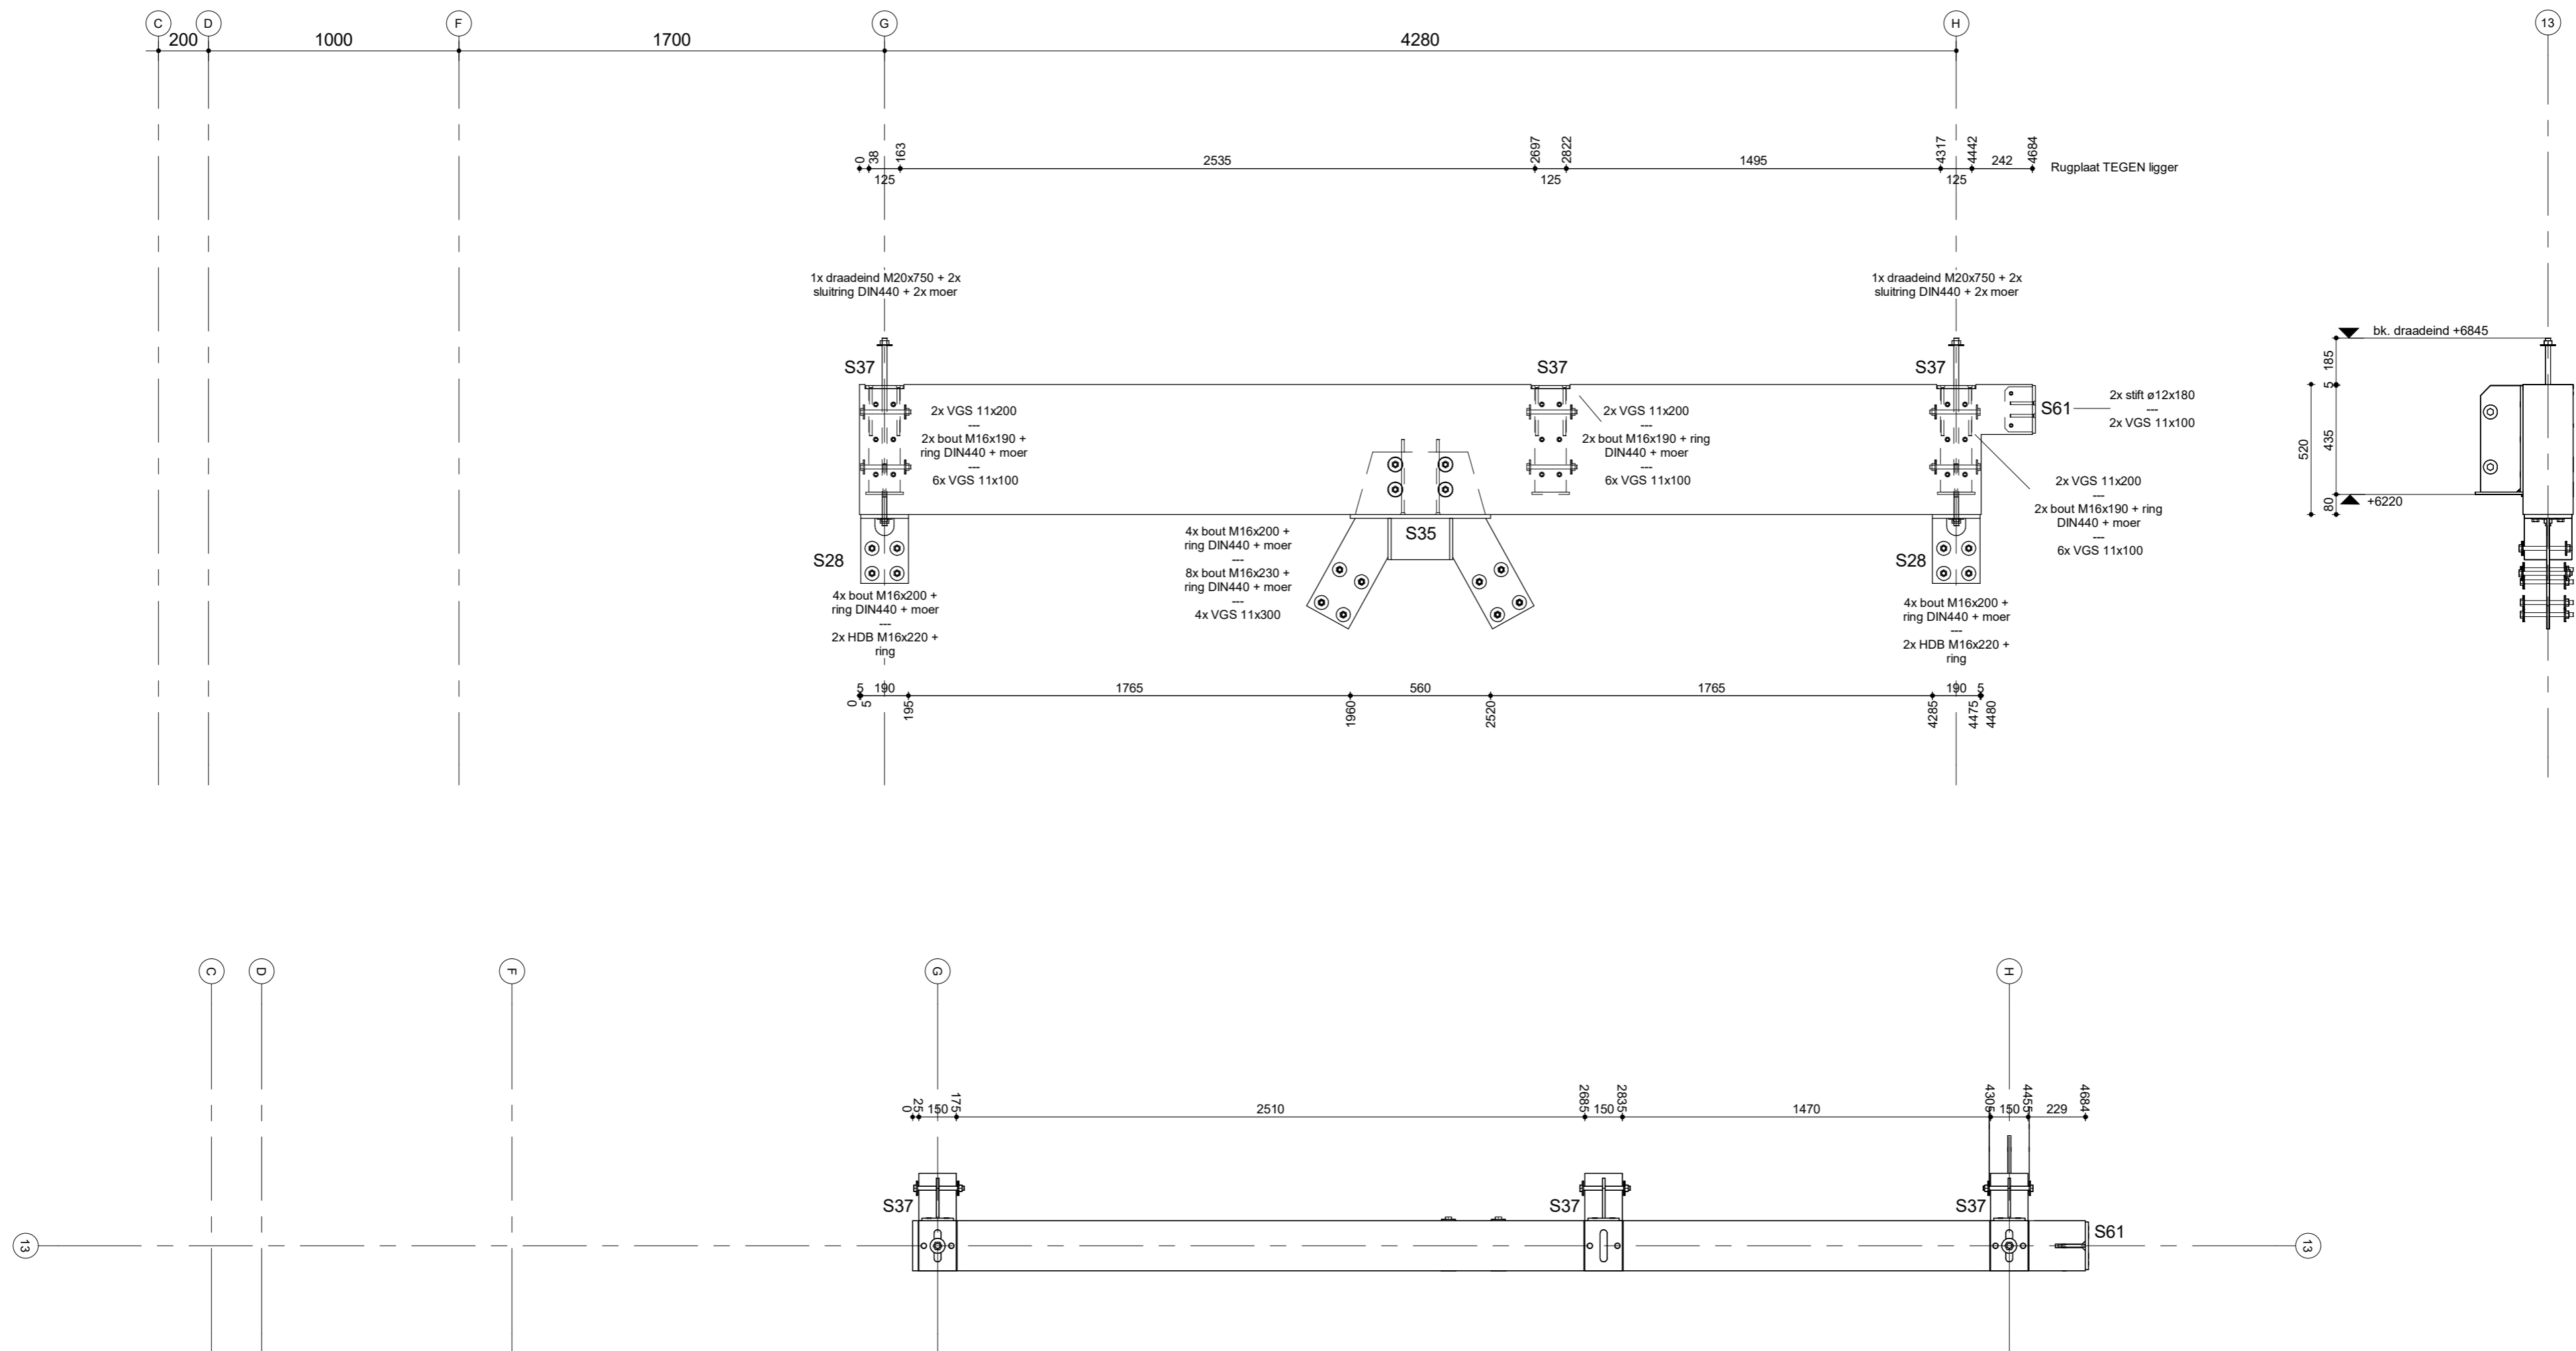 C
D
F
G
H
13
200
1000
1700
4280
0
38
163
2697
2822
4317
4442
4684
2535
1495
242
Rugplaat TEGEN ligger
125
125
125
1x draadeind M20x750 + 2x
sluitring DIN440 + 2x moer
1x draadeind M20x750 + 2x
sluitring DIN440 + 2x moer
bk. draadeind +6845
185
5
435
520
80
+6220
S37
S37
S37
2x VGS 11x200
---
2x bout M16x190 +
ring DIN440 + moer
---
6x VGS 11x100
2x VGS 11x200
---
2x bout M16x190 + ring
DIN440 + moer
---
6x VGS 11x100
S61
2x stift ø12x180
---
2x VGS 11x100
2x VGS 11x200
---
2x bout M16x190 + ring
DIN440 + moer
---
6x VGS 11x100
S28
4x bout M16x200 +
ring DIN440 + moer
---
2x HDB M16x220 +
ring
4x bout M16x200 +
ring DIN440 + moer
---
8x bout M16x230 +
ring DIN440 + moer
---
4x VGS 11x300
S35
S28
4x bout M16x200 +
ring DIN440 + moer
---
2x HDB M16x220 +
ring
5
190
1765
560
1765
190
5
0
5
195
1960
2520
4285
4475
4480
C
D
F
G
H
0
25
150
175
2510
2685
150
2835
1470
4305
150
4455
229
4684
S37
S37
S37
S61
13
13